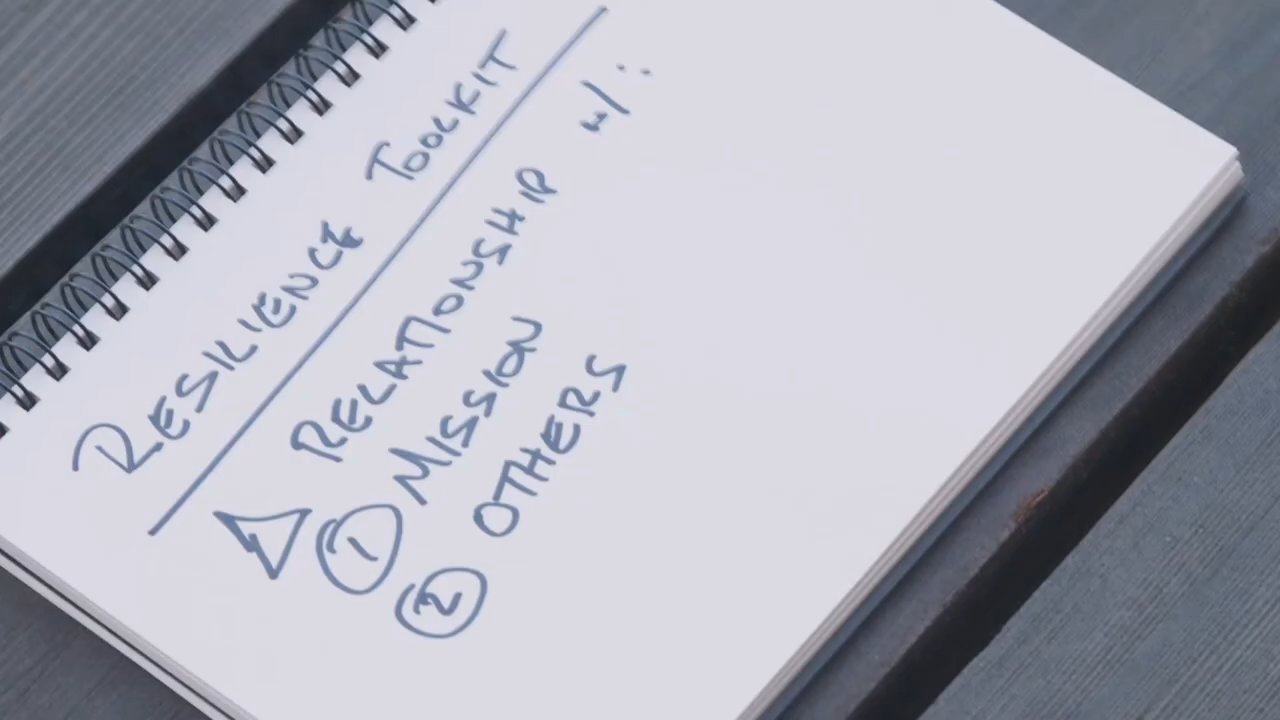 RESILIENCE TOOLKIT
RELATIONSHIP w/:
1 MISSION
2 OTHERS